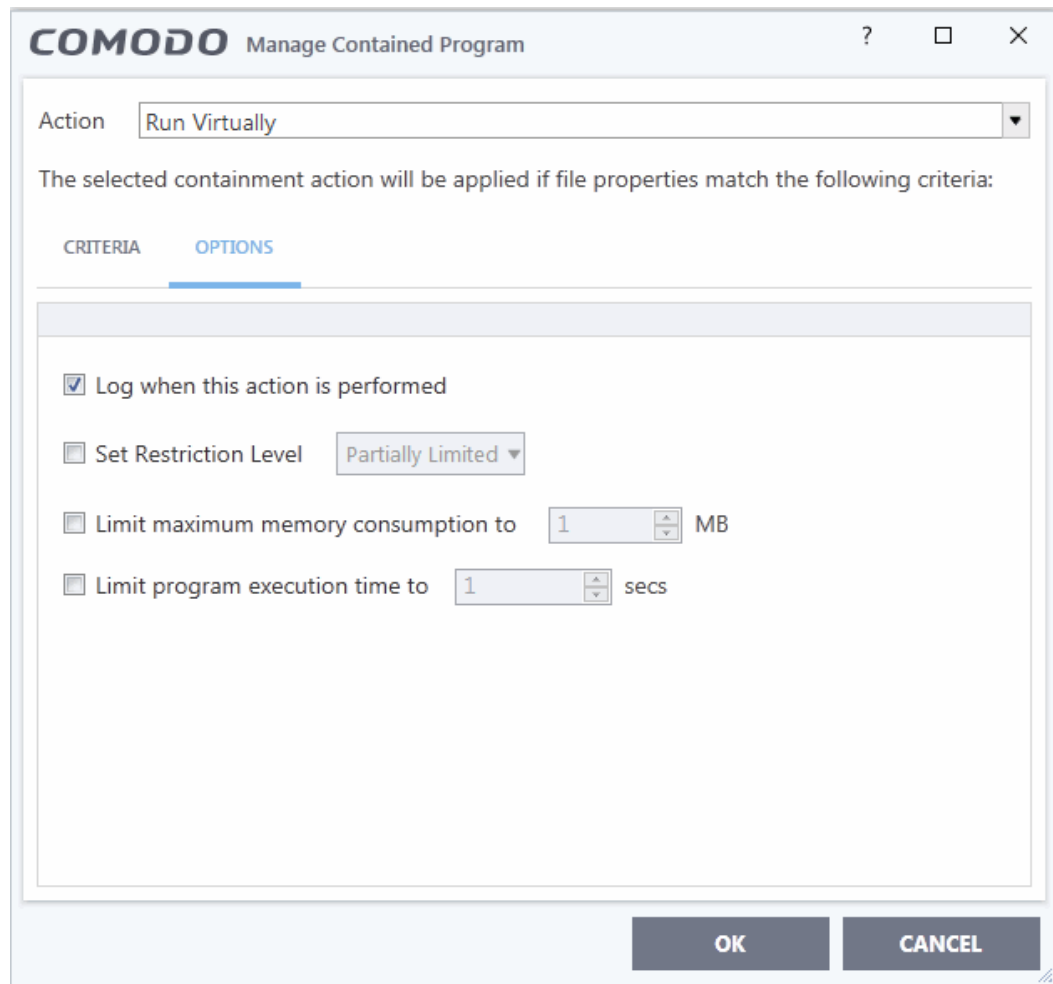 COMODO Manage Contained Program ?
Action Run Virtually
The selected containment action will be applied if file properties match the following criteria:
CRITERIA OPTIONS
Log when this action is performed
Set Restriction Level Partially Limited
Limit maximum memory consumption to 1 MB
Limit program execution time to 1 secs
OK CANCEL